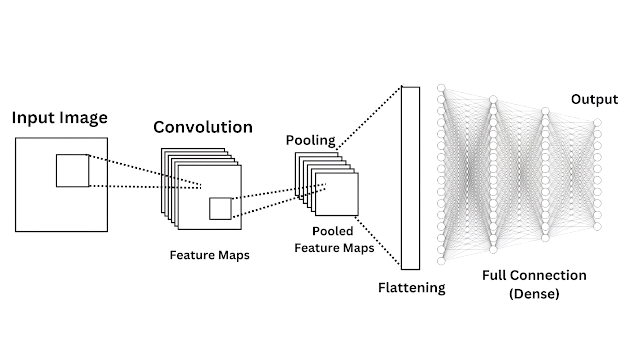 Input Image
Convolution
Feature Maps
Pooling
Pooled
Feature Maps
Flattening
Output
Full Connection
(Dense)